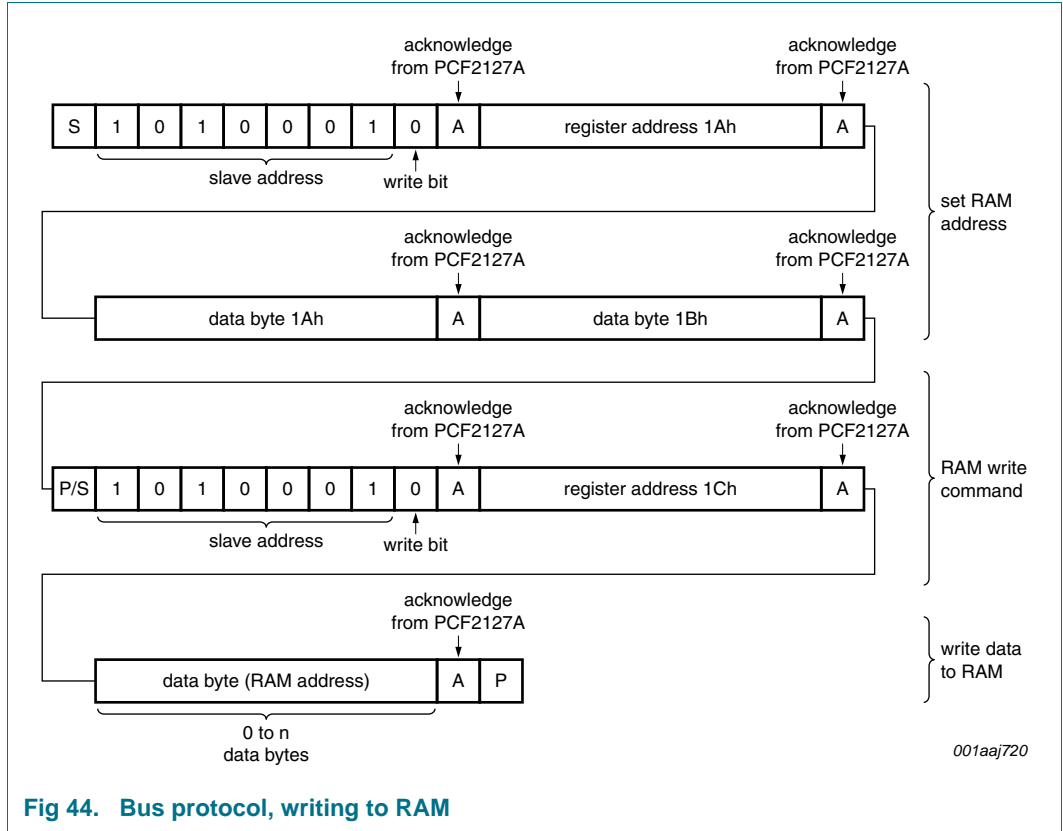 acknowledge acknowledge
from PCF2127A from PCF2127A
S 1 0 1 0 0 0 1 0 A register address 1Ah A
slave address write bit
set RAM
address
acknowledge acknowledge
from PCF2127A from PCF2127A
data byte 1Ah A data byte 1Bh A
acknowledge acknowledge
from PCF2127A from PCF2127A
P/S 1 0 1 0 0 0 1 0 A register address 1Ch A
RAM write
command
slave address write bit
acknowledge
from PCF2127A
data byte (RAM address) A P
write data
to RAM
0 to n
data bytes
001aaj720
Fig 44. Bus protocol, writing to RAM